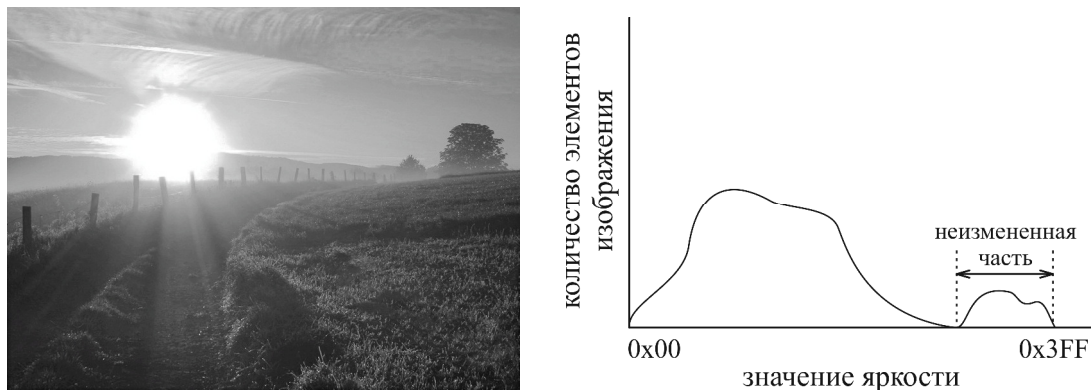 количество элементов
изображения
неизмененная
часть
0x00
0x3FF
значение яркости